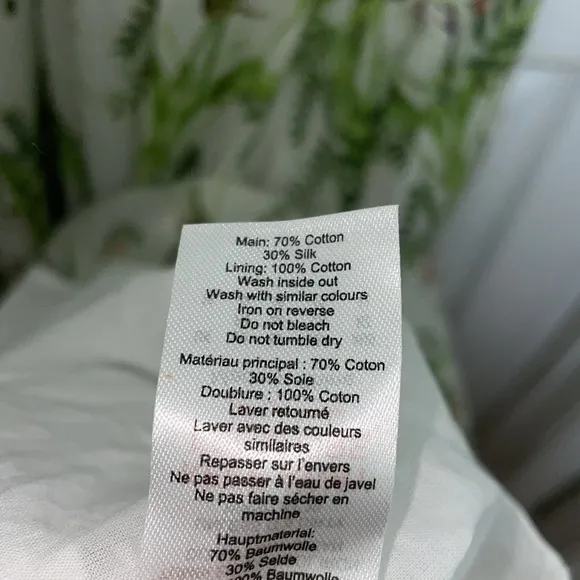 Main: 70% Cotton
30% Silk
Lining: 100% Cotton
Wash inside out
Wash with similar colours
Iron on reverse
Do not bleach
Do not tumble dry
Matériau principal : 70% Coton
30% Soie
Doublure : 100% Coton
Laver retourné
Laver avec des couleurs
similaires
Repasser sur l'envers
Ne pas passer à l'eau de javel
Ne pas faire sécher en
machine
Hauptmaterial:
70% Baumwolle
30% Seide
Baumwolle